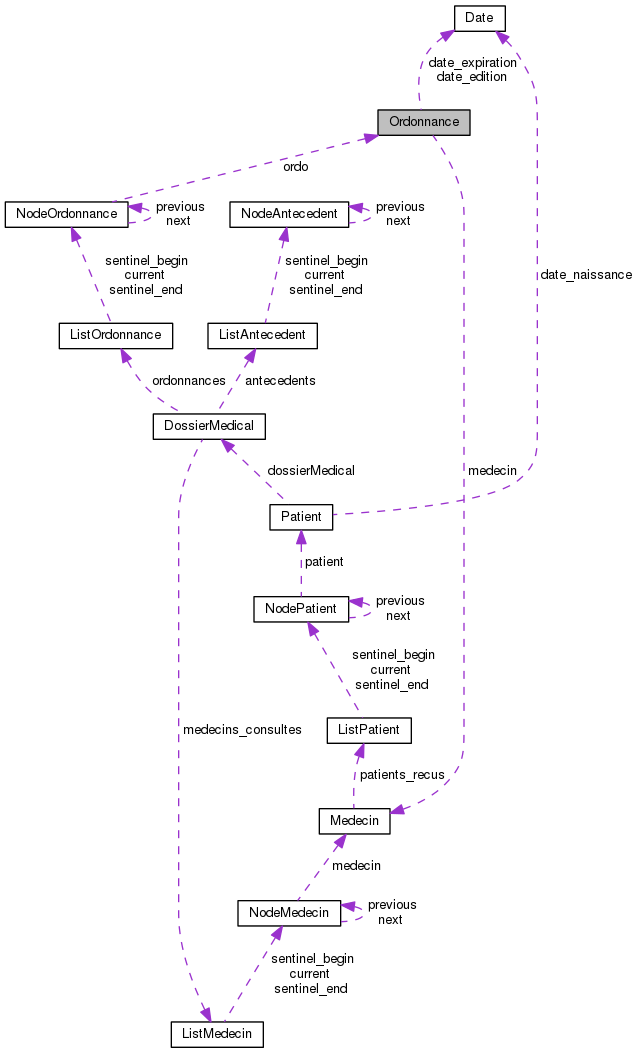 Date
date_expiration
date_edition
Ordonnance
ordo
NodeOrdonnance
previous
next
NodeAntecedent
previous
next
sentinel_begin
current
sentinel_end
sentinel_begin
current
sentinel_end
date_naissance
ListOrdonnance
ListAntecedent
ordonnances
antecedents
DossierMedical
dossierMedical
medecin
Patient
patient
NodePatient
previous
next
sentinel_begin
current
sentinel_end
medecins_consultes
ListPatient
patients_recus
Medecin
medecin
NodeMedecin
previous
next
sentinel_begin
current
sentinel_end
ListMedecin